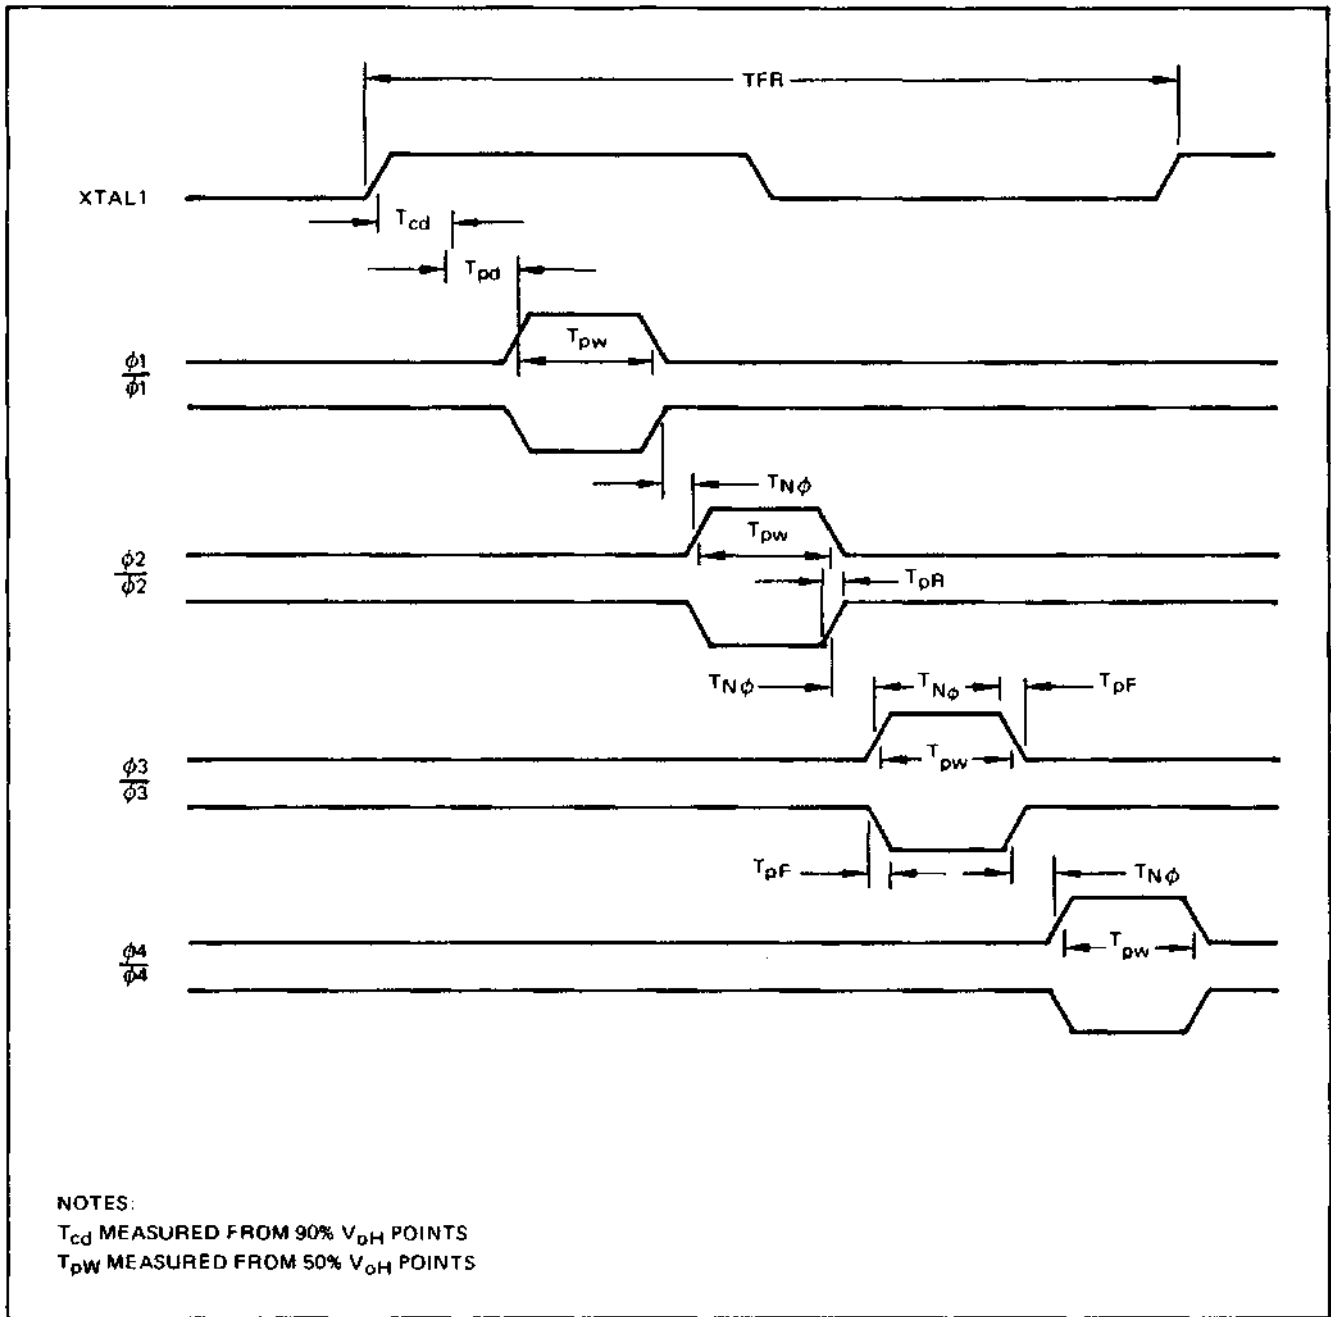 TFR
XTAL1
Tcd
Tpd
Tpw
ϕ1
ϕ1
TNϕ
Tpw
ϕ2
ϕ2
TpR
TNϕ
TNϕ
TpF
ϕ3
ϕ3
Tpw
TpF
TNϕ
ϕ4
ϕ4
Tpw
NOTES:
Tcd MEASURED FROM 90% VoH POINTS
TpW MEASURED FROM 50% VoH POINTS